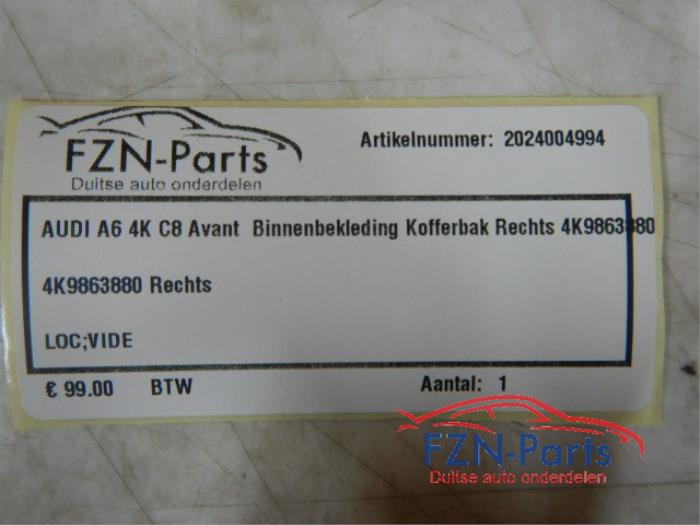 FZN-Parts
Duitse auto onderdelen
Artikelnummer: 2024004994
AUDI A6 4K C8 Avant Binnenbekleding Kofferbak Rechts 4K9863880
4K9863880 Rechts
LOC;VIDE
€ 99.00 BTW Aantal: 1
FZN-Parts
Duitse auto onderdelen